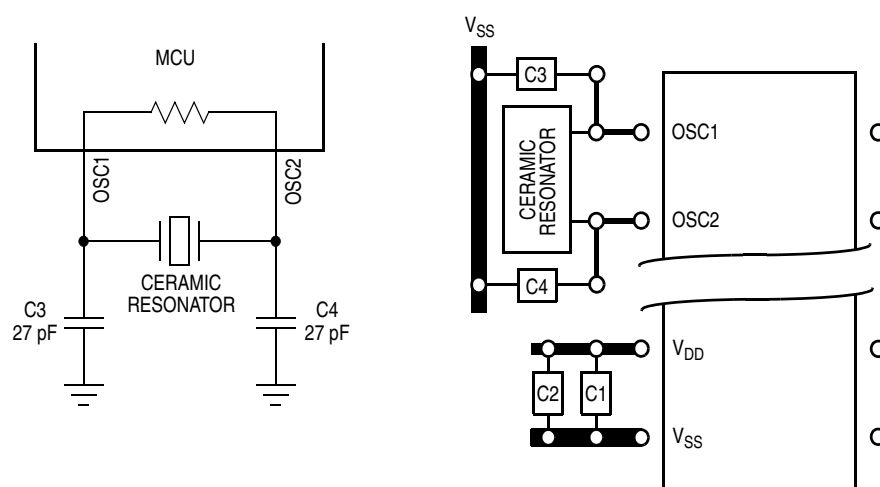 MCU
OSC1
OSC2
CERAMIC
RESONATOR
C3
27 pF
C4
27 pF
VSS
C3
CERAMIC
RESONATOR
OSC1
OSC2
C4
VDD
C2
C1
VSS